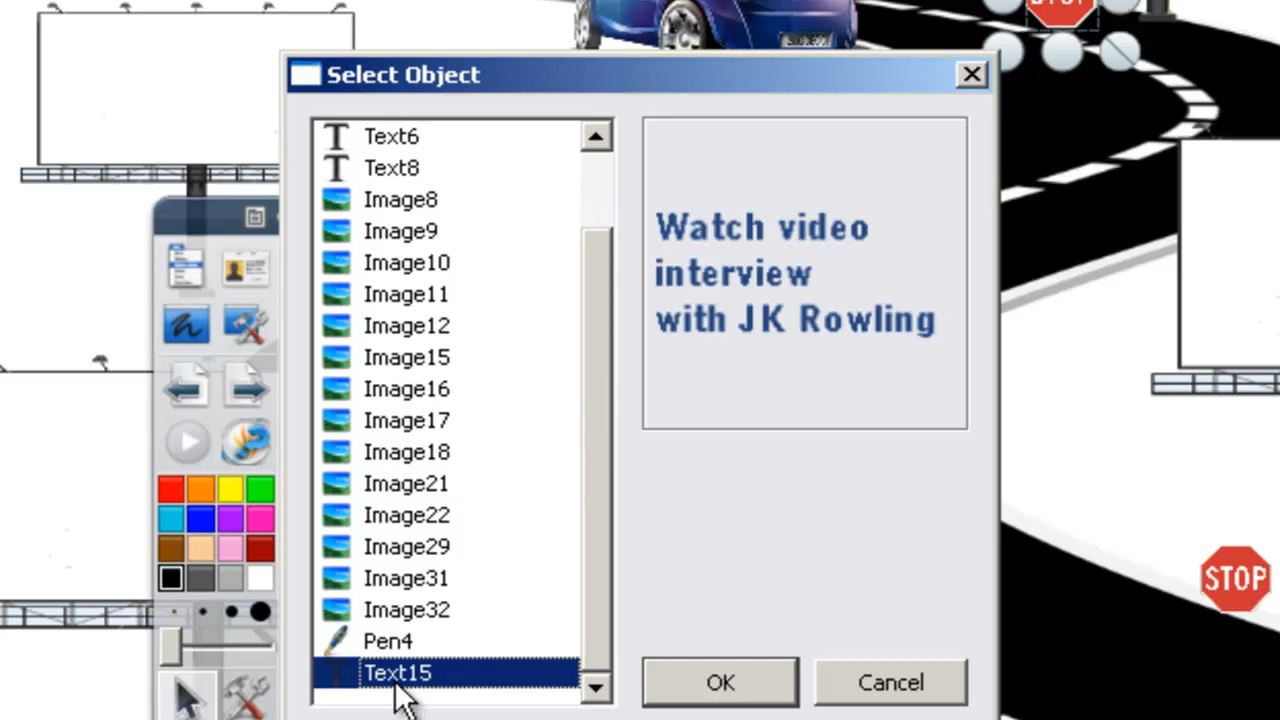 STOP
Select Object
Text6
Text8
Image8
Image9
Image10
Image11
Image12
Image15
Image16
Image17
Image18
Image21
Image22
Image29
Image31
Image32
Pen4
Text15
Watch video
interview
with JK Rowling
OK
Cancel
STOP